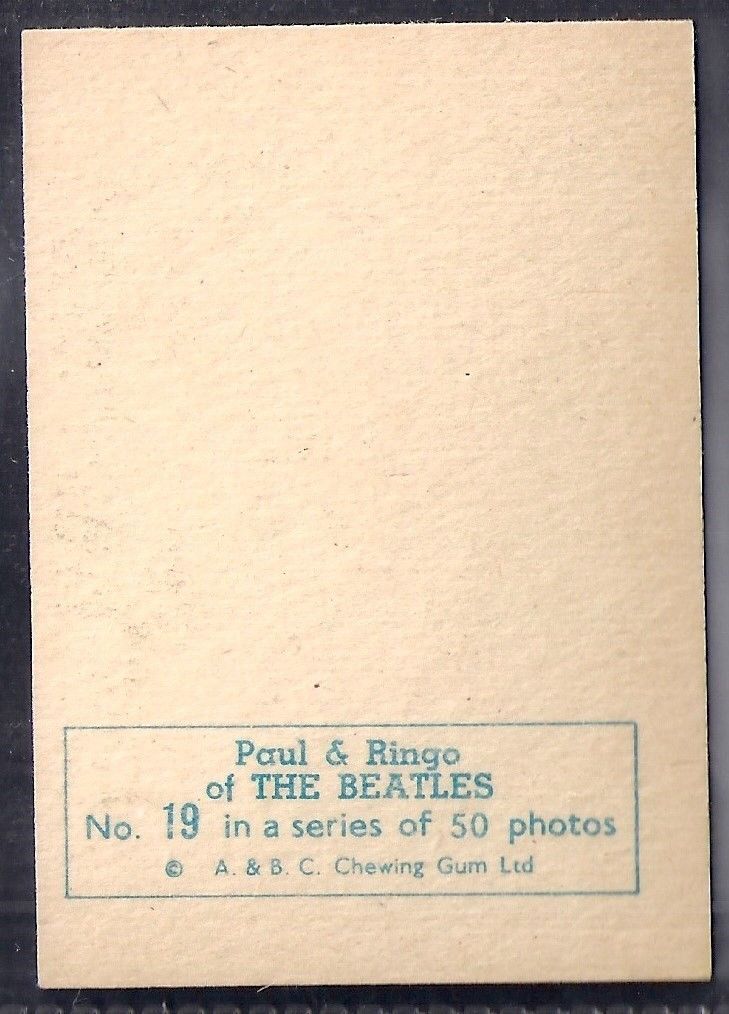 Paul & Ringo
of THE BEATLES
No. 19 in a series of 50 photos
© A. & B. C. Chewing Gum Ltd